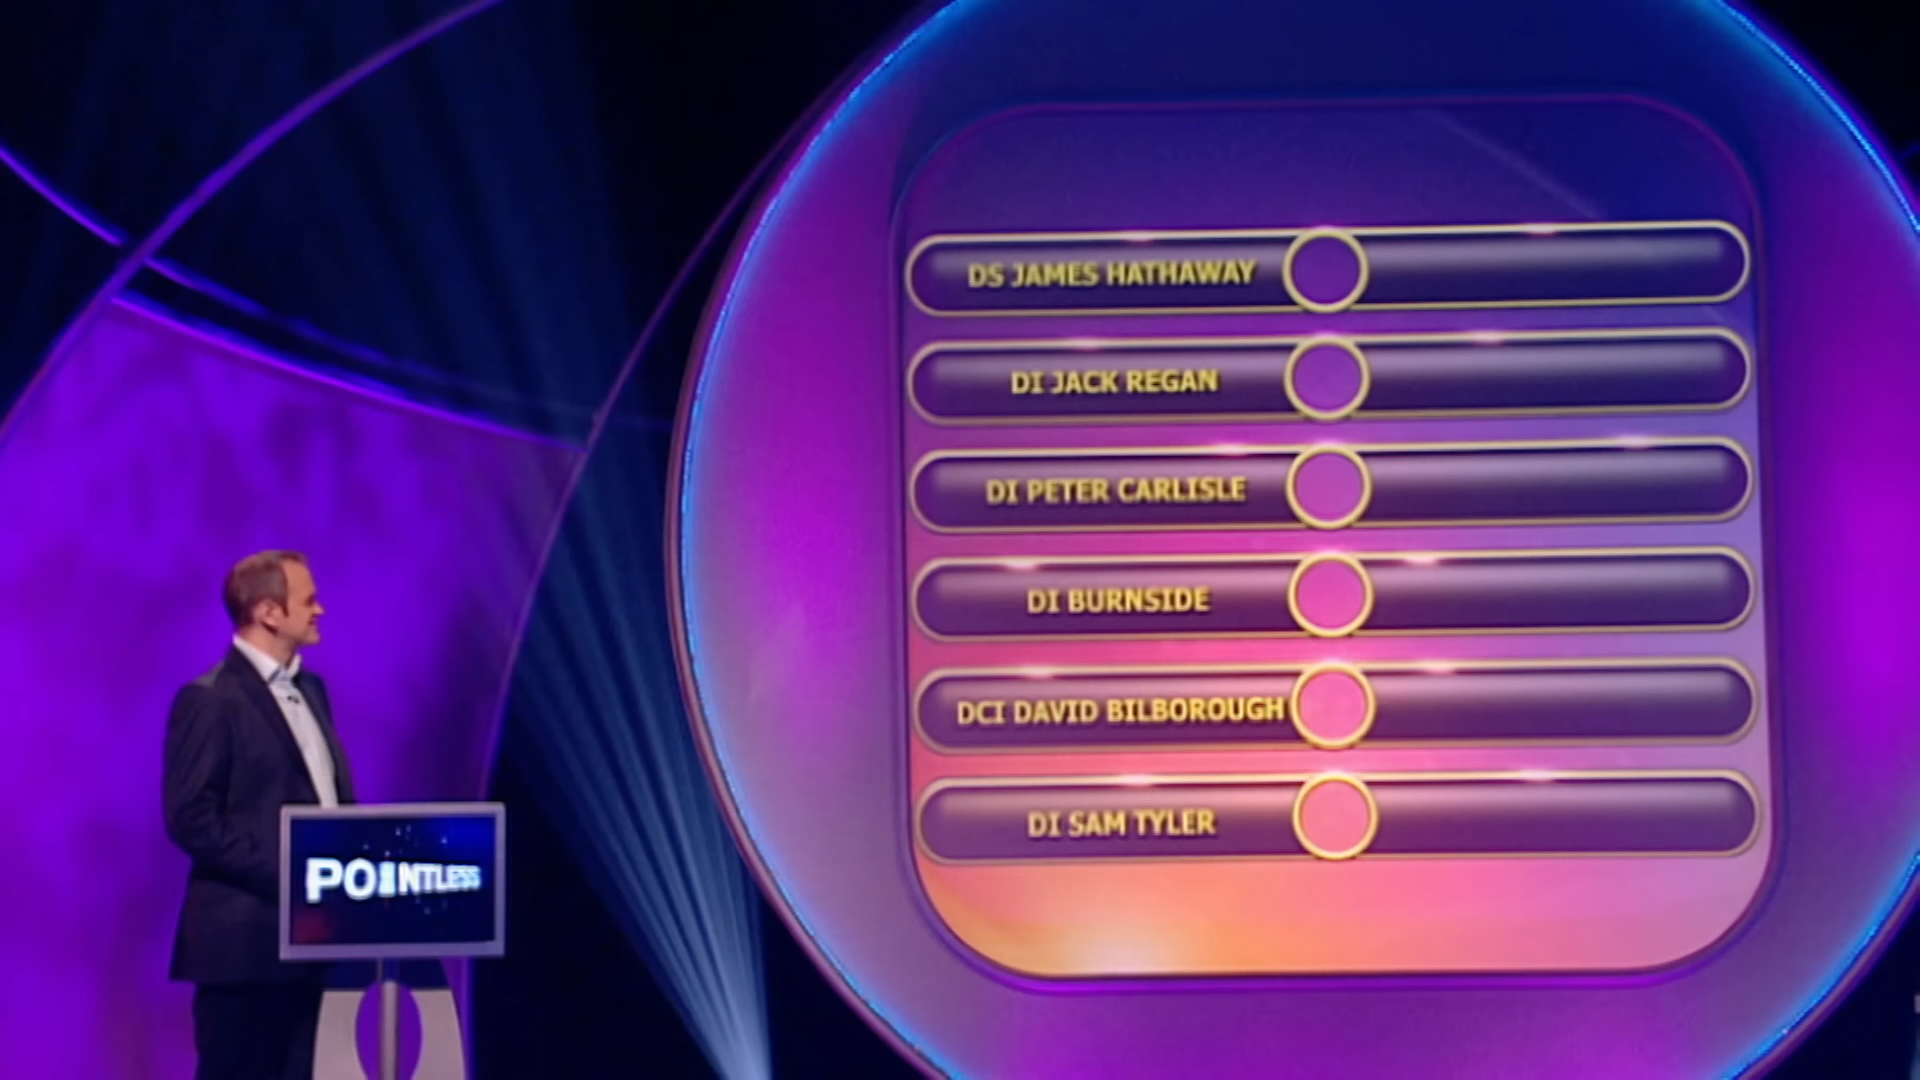 DS JAMES HATHAWAY
DI JACK REGAN
DI PETER CARLISLE
DI BURNSIDE
DCI DAVID BILBOROUGH
DI SAM TYLER
POINTLESS